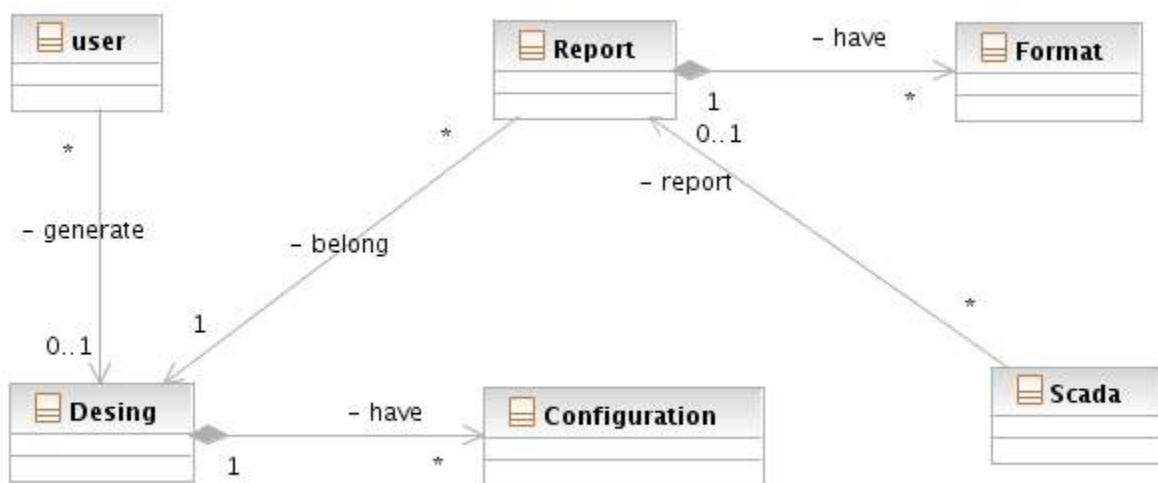 user
Report
- have
Format
1
*
0..1
*
*
- report
- generate
- belong
*
1
0..1
Desing
- have
Configuration
Scada
1
*